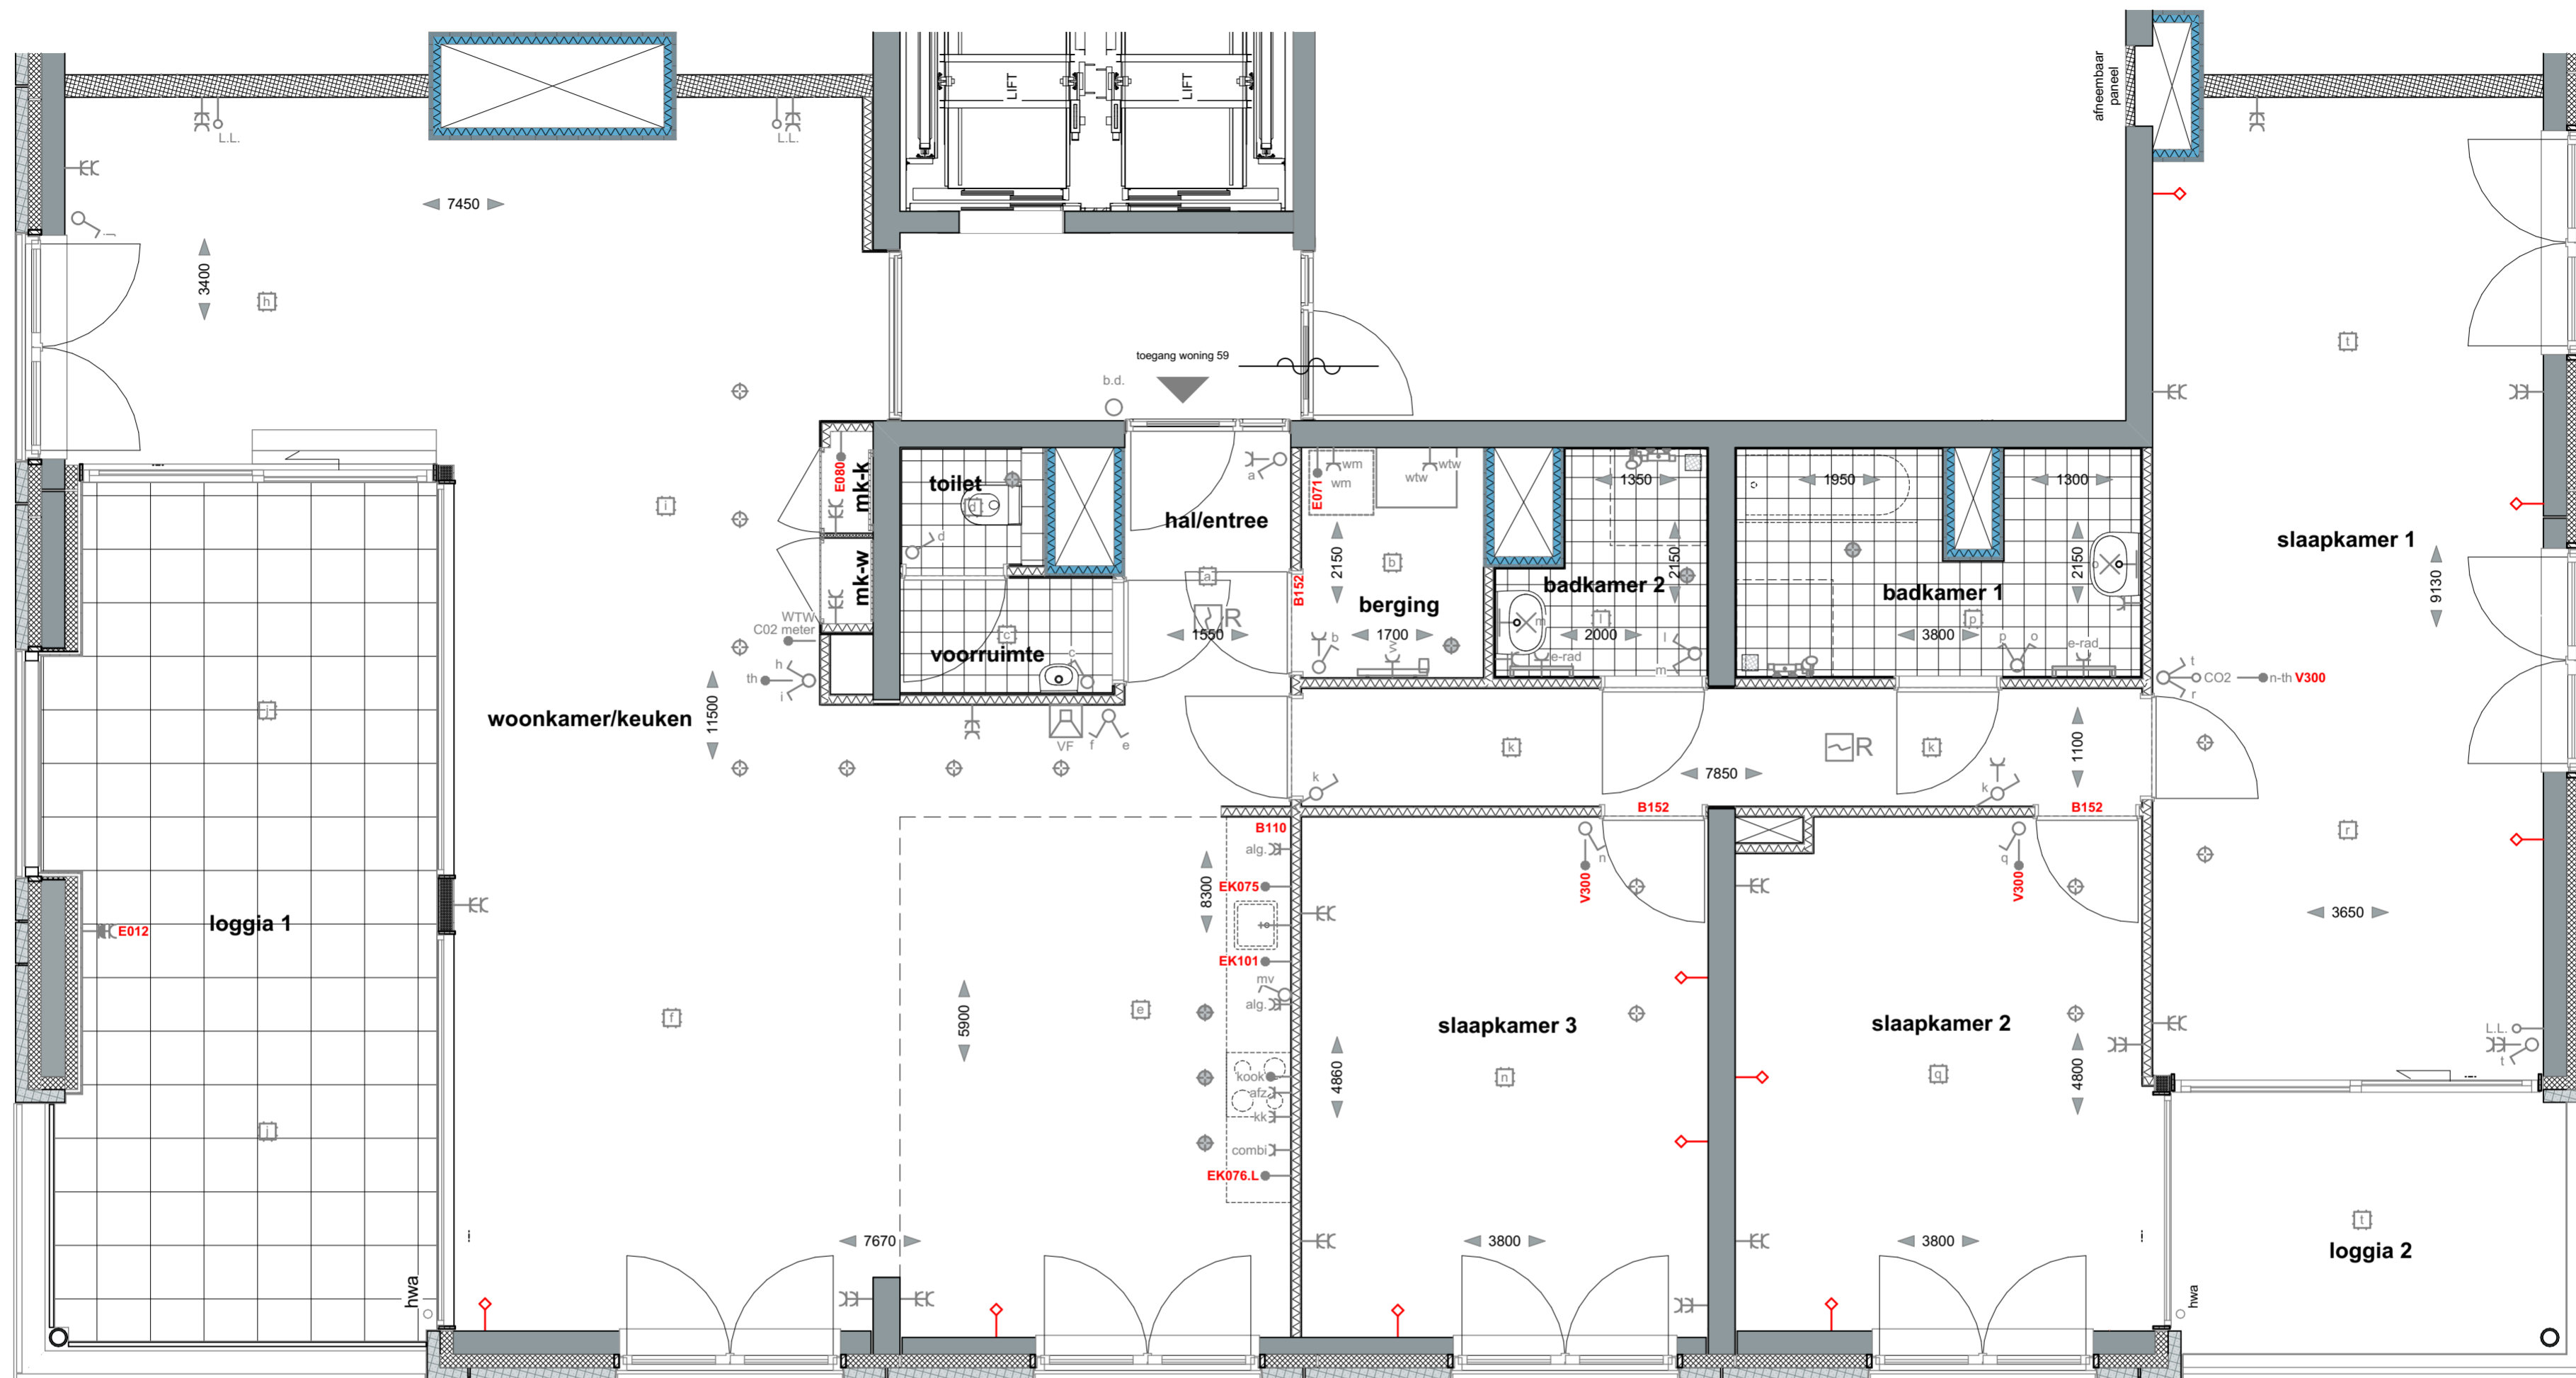 LIFT
LIFT
afneembaar
paneel
L.L.
L.L.
7450
j
3400
h
t
toegang woning 59
b.d.
E080
mk-k
toilet
d
d
a
hal/entree
E071
wm
wm
wtw
wtw
1350
1950
1300
i
slaapkamer 1
2150
b
2150
2150
9130
mk-w
a
B152
badkamer 2
badkamer 1
o
berging
WTW
C02 meter
c
R
1550
b
1700
vv
m
l
2000
l
p
3800
p
o
voorruimte
c
e-rad
m
e-rad
h
th
i
t
CO2
n-th V300
r
j
woonkamer/keuken
11500
VF
f
e
k
R
k
1100
k
7850
k
B152
B152
B110
alg.
n
q
r
8300
EK075
V300
V300
3650
loggia 1
E012
EK101
mv
alg.
f
5900
e
slaapkamer 3
slaapkamer 2
L.L.
t
4860
n
q
4800
kook
afz.
kk
j
combi
EK076.L
t
loggia 2
7670
3800
3800
hwa
hwa